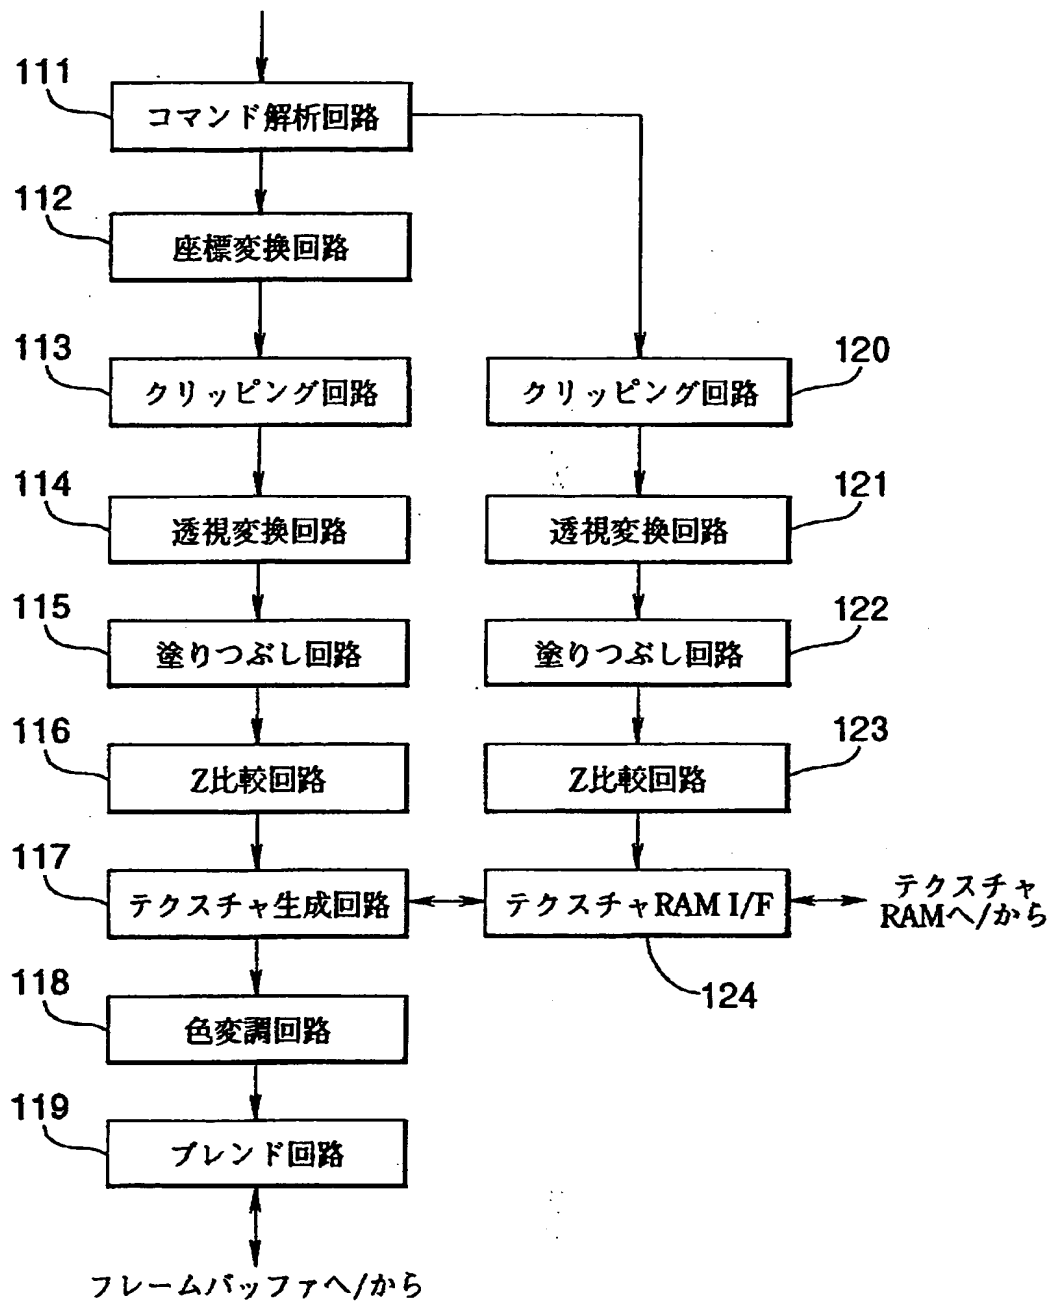 111
コマンド解析回路
112
座標変換回路
113
クリッピング回路
114
透視変換回路
115
塗りつぶし回路
116
Z比較回路
117
テクスチャ生成回路
118
色変調回路
119
ブレンド回路
フレームバッファへ/から
120
クリッピング回路
121
透視変換回路
122
塗りつぶし回路
123
Z比較回路
テクスチャRAM I/F
124
テクスチャ
RAMへ/から